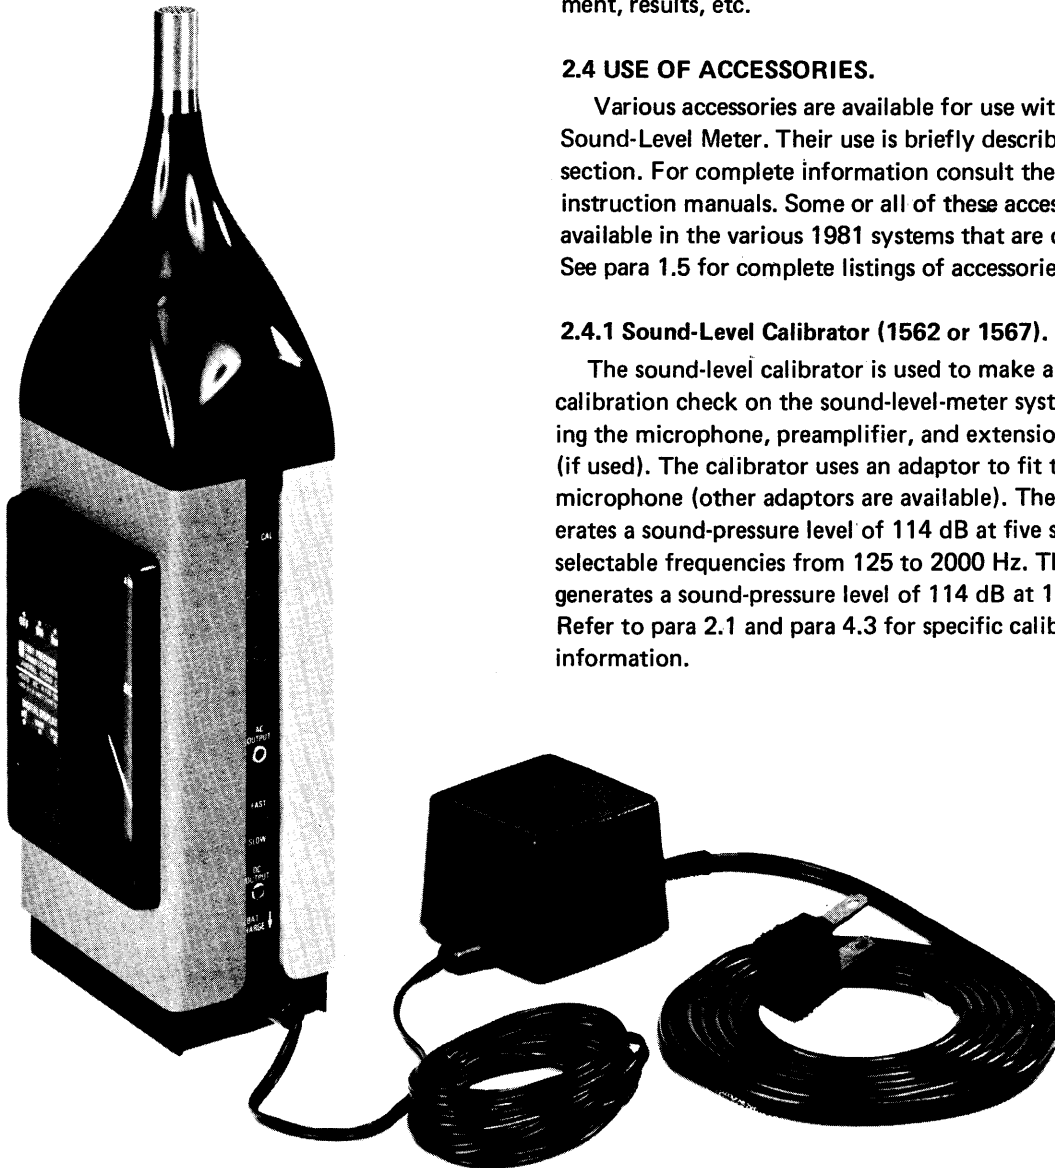 ment, results, etc.
2.4 USE OF ACCESSORIES.
Various accessories are available for use wit
Sound-Level Meter. Their use is briefly describ
section. For complete information consult the
instruction manuals. Some or all of these acces
available in the various 1981 systems that are o
See para 1.5 for complete listings of accessorie
2.4.1 Sound-Level Calibrator (1562 or 1567).
The sound-level calibrator is used to make a
calibration check on the sound-level-meter syst
ing the microphone, preamplifier, and extensio
(if used). The calibrator uses an adaptor to fit t
microphone (other adaptors are available). The
erates a sound-pressure level of 114 dB at five s
selectable frequencies from 125 to 2000 Hz. Th
generates a sound-pressure level of 114 dB at 1
Refer to para 2.1 and para 4.3 for specific calib
information.
CAL
AC
OUTPUT
FAST
SLOW
DC
OUTPUT
BAT